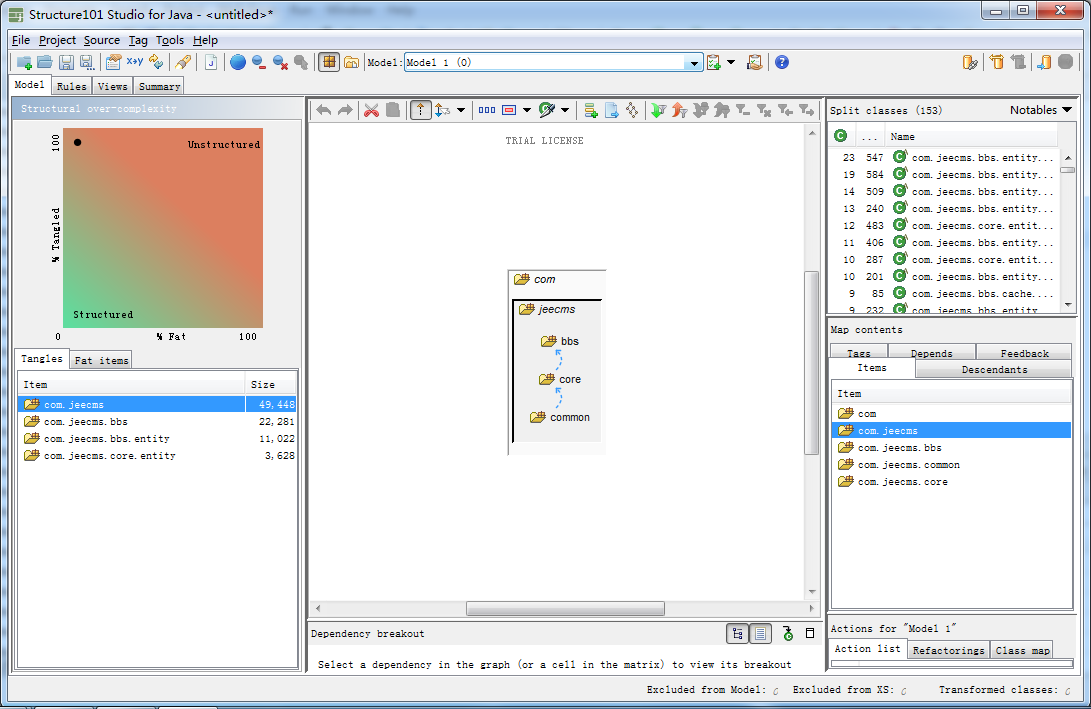 Structure101 Studio for Java - <untitled>*
File Project Source Tag Tools Help
x+y
Model: Model 1 (0)
Model Rules Views Summary
Structural over-complexity
100
Unstructured
% Tangled
Structured
0 % Fat 100
Tangles Fat items
Item Size
com.jeecms 49,448
com.jeecms.bbs 22,281
com.jeecms.bbs.entity 11,022
com.jeecms.core.entity 3,628
TRIAL LICENSE
com
jeecms
bbs
core
common
Dependency breakout
Select a dependency in the graph (or a cell in the matrix) to view its breakout
Split classes (153) Notables
C ... Name
23 547 C com.jeecms.bbs.entity...
19 584 C com.jeecms.bbs.entity...
14 509 C com.jeecms.bbs.entity...
13 240 C com.jeecms.bbs.entity...
12 483 C com.jeecms.core.entit...
11 406 C com.jeecms.bbs.entity...
10 287 C com.jeecms.core.entit...
10 201 C com.jeecms.bbs.entity...
9 85 C com.jeecms.bbs.cache....
9 232 C com.jeecms.bbs.entity
Map contents
Tags Depends Feedback
Items Descendants
Item
com
com.jeecms
com.jeecms.bbs
com.jeecms.common
com.jeecms.core
Actions for "Model 1"
Action list Refactorings Class map
Excluded from Model: Excluded from XS: Transformed classes: